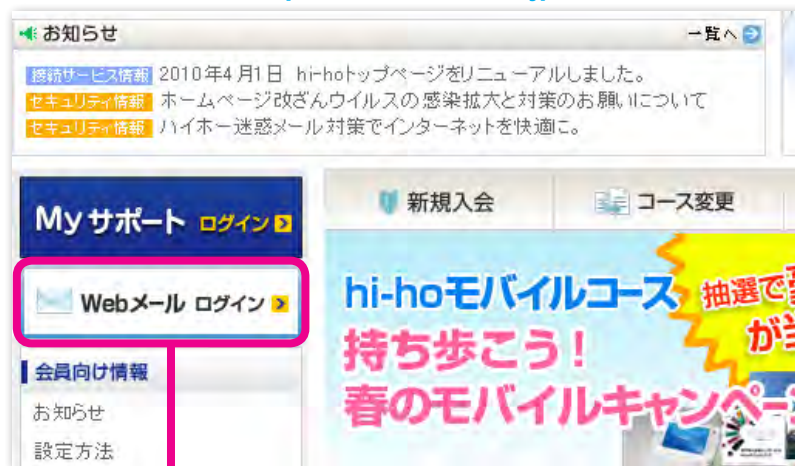 お知らせ
一覧へ
接続サービス情報 2010年4月1日 hi-hoトップページをリニューアルしました。
セキュリティ情報 ホームページ改ざんウイルスの感染拡大と対策のお願いについて
セキュリティ情報 ハイホー迷惑メール対策でインターネットを快適に。
Myサポート ログイン
新規入会
コース変更
Webメール ログイン
hi-hoモバイルコース
抽選で
が
持ち歩こう!
春のモバイルキャンペー
会員向け情報
お知らせ
設定方法